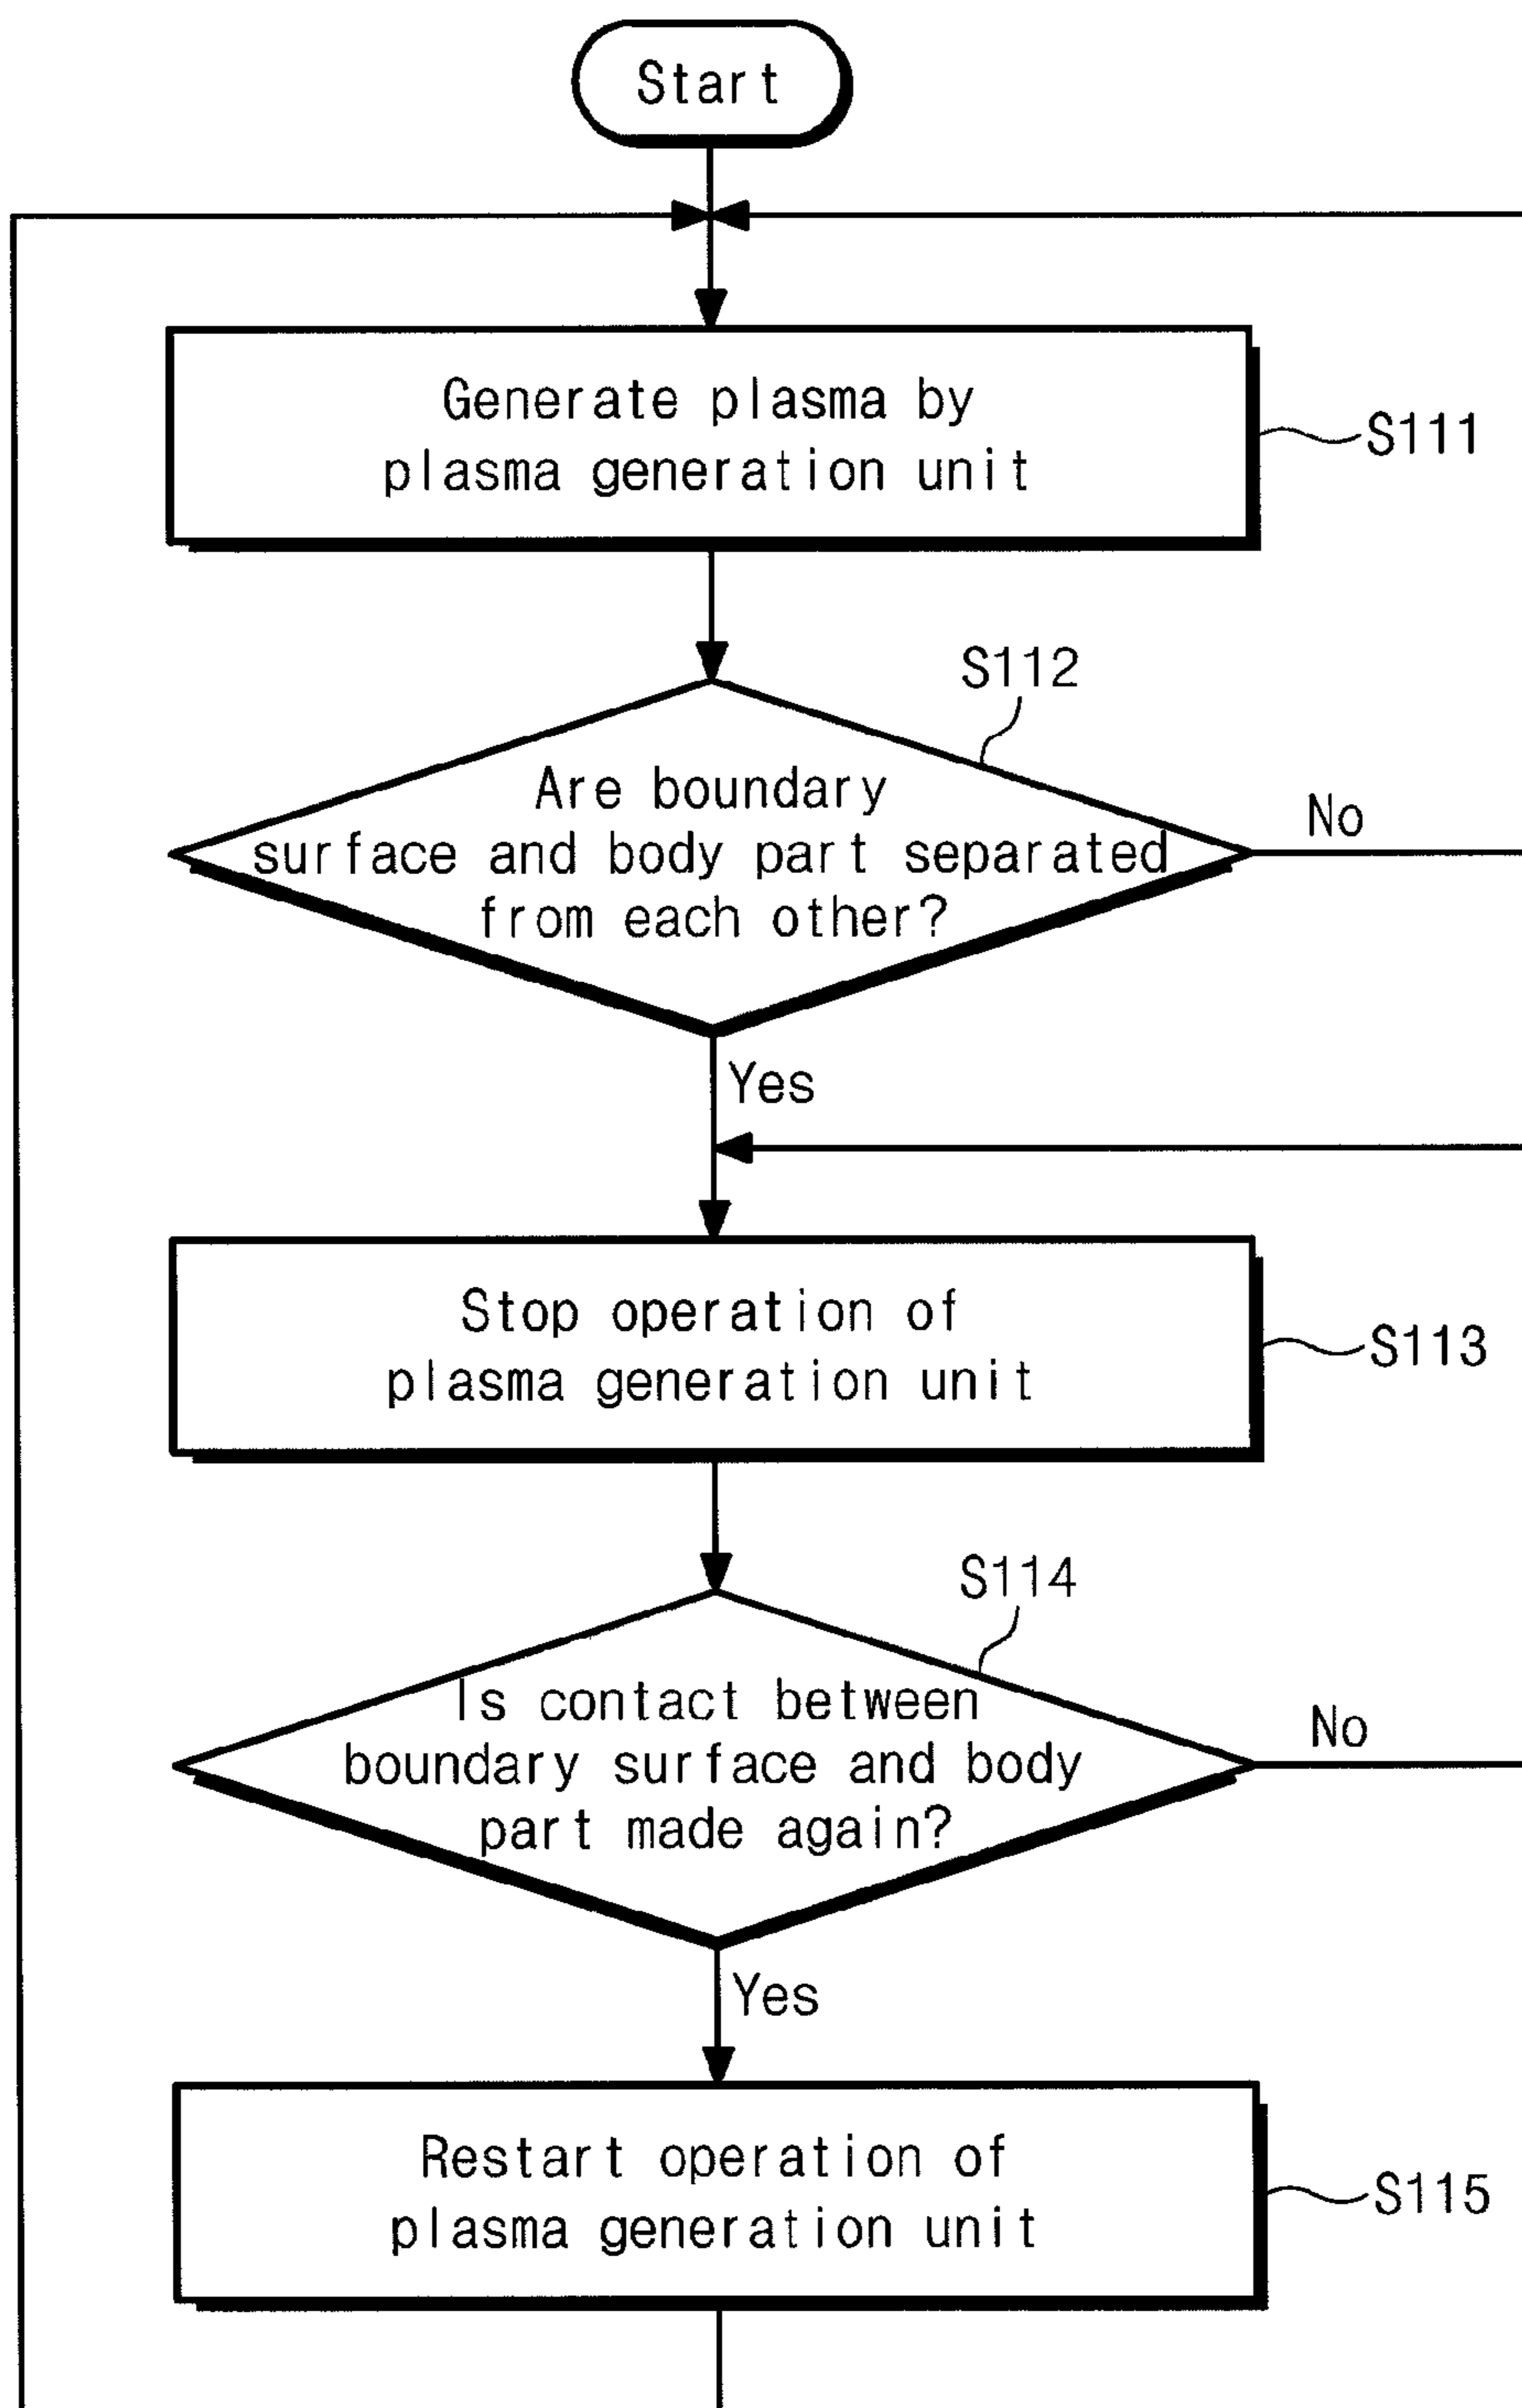 Start
Generate plasma by
plasma generation unit
S111
S112
Are boundary
surface and body part separated
from each other?
No
Yes
Stop operation of
plasma generation unit
S113
S114
Is contact between
boundary surface and body
part made again?
No
Yes
Restart operation of
plasma generation unit
S115